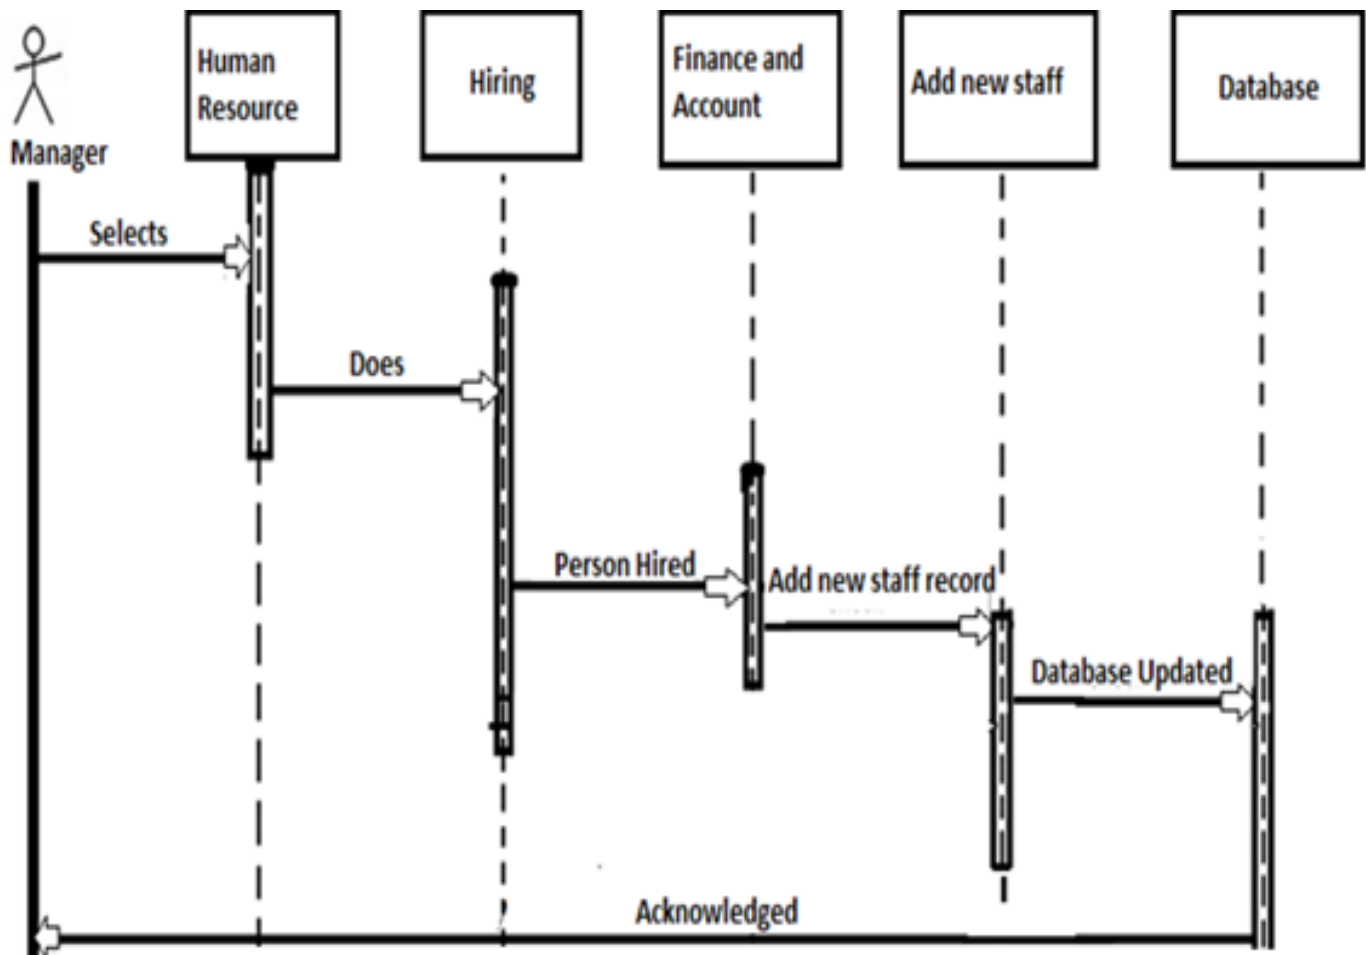 Manager
Human
Resource
Hiring
Finance and
Account
Add new staff
Database
Selects
Does
Person Hired
Add new staff record
Database Updated
Acknowledged